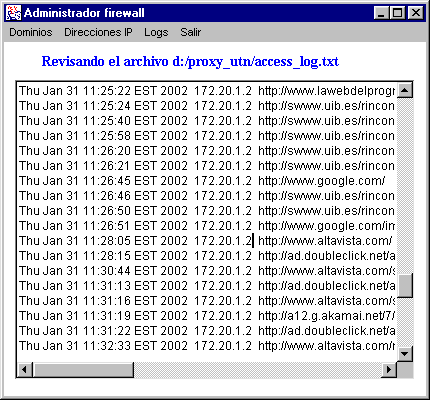 Administrador firewall
Dominios Direcciones IP Logs Salir
Revisando el archivo d:/proxy_utn/access_log.txt
Thu Jan 31 11:25:22 EST 2002 172.20.1.2 http://www.lawebdelprogr
Thu Jan 31 11:25:24 EST 2002 172.20.1.2 http://swww.uib.es/rincon
Thu Jan 31 11:25:40 EST 2002 172.20.1.2 http://swww.uib.es/rincon
Thu Jan 31 11:25:58 EST 2002 172.20.1.2 http://swww.uib.es/rincon
Thu Jan 31 11:26:20 EST 2002 172.20.1.2 http://swww.uib.es/rincon
Thu Jan 31 11:26:21 EST 2002 172.20.1.2 http://swww.uib.es/rincon
Thu Jan 31 11:26:45 EST 2002 172.20.1.2 http://www.google.com/
Thu Jan 31 11:26:46 EST 2002 172.20.1.2 http://swww.uib.es/rincon
Thu Jan 31 11:26:50 EST 2002 172.20.1.2 http://swww.uib.es/rincon
Thu Jan 31 11:26:51 EST 2002 172.20.1.2 http://www.google.com/im
Thu Jan 31 11:28:05 EST 2002 172.20.1.2 http://www.altavista.com/
Thu Jan 31 11:28:15 EST 2002 172.20.1.2 http://ad.doubleclick.net/a
Thu Jan 31 11:30:44 EST 2002 172.20.1.2 http://www.altavista.com/s
Thu Jan 31 11:31:13 EST 2002 172.20.1.2 http://ad.doubleclick.net/a
Thu Jan 31 11:31:16 EST 2002 172.20.1.2 http://www.altavista.com/s
Thu Jan 31 11:31:19 EST 2002 172.20.1.2 http://a12.g.akamai.net/7/
Thu Jan 31 11:31:22 EST 2002 172.20.1.2 http://ad.doubleclick.net/a
Thu Jan 31 11:32:33 EST 2002 172.20.1.2 http://www.altavista.com/s